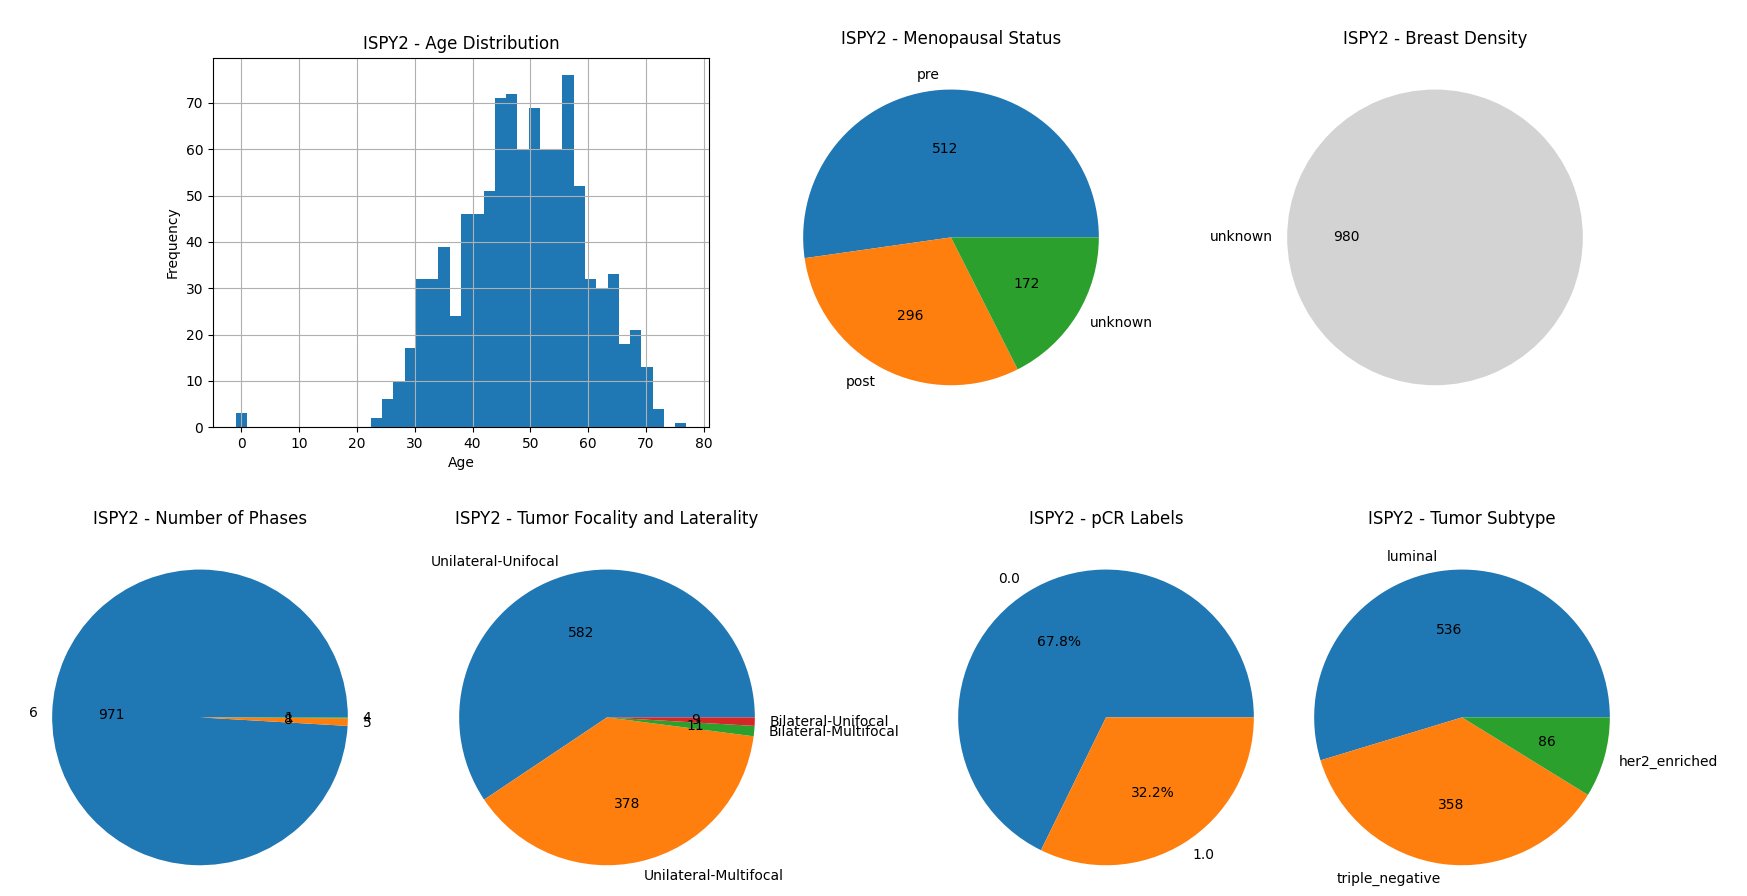 ISPY2 - Age Distribution
Frequency
70
60
50
40
30
20
10
0
0 10 20 30 40 50 60 70 80
Age
ISPY2 - Menopausal Status
pre
512
172
296
unknown
post
ISPY2 - Breast Density
unknown
980
ISPY2 - Number of Phases
6
971
8
4
5
ISPY2 - Tumor Focality and Laterality
Unilateral-Unifocal
582
9
Bilateral-Unifocal
11
Bilateral-Multifocal
378
Unilateral-Multifocal
ISPY2 - pCR Labels
0.0
67.8%
32.2%
1.0
ISPY2 - Tumor Subtype
luminal
536
86
her2_enriched
358
triple_negative